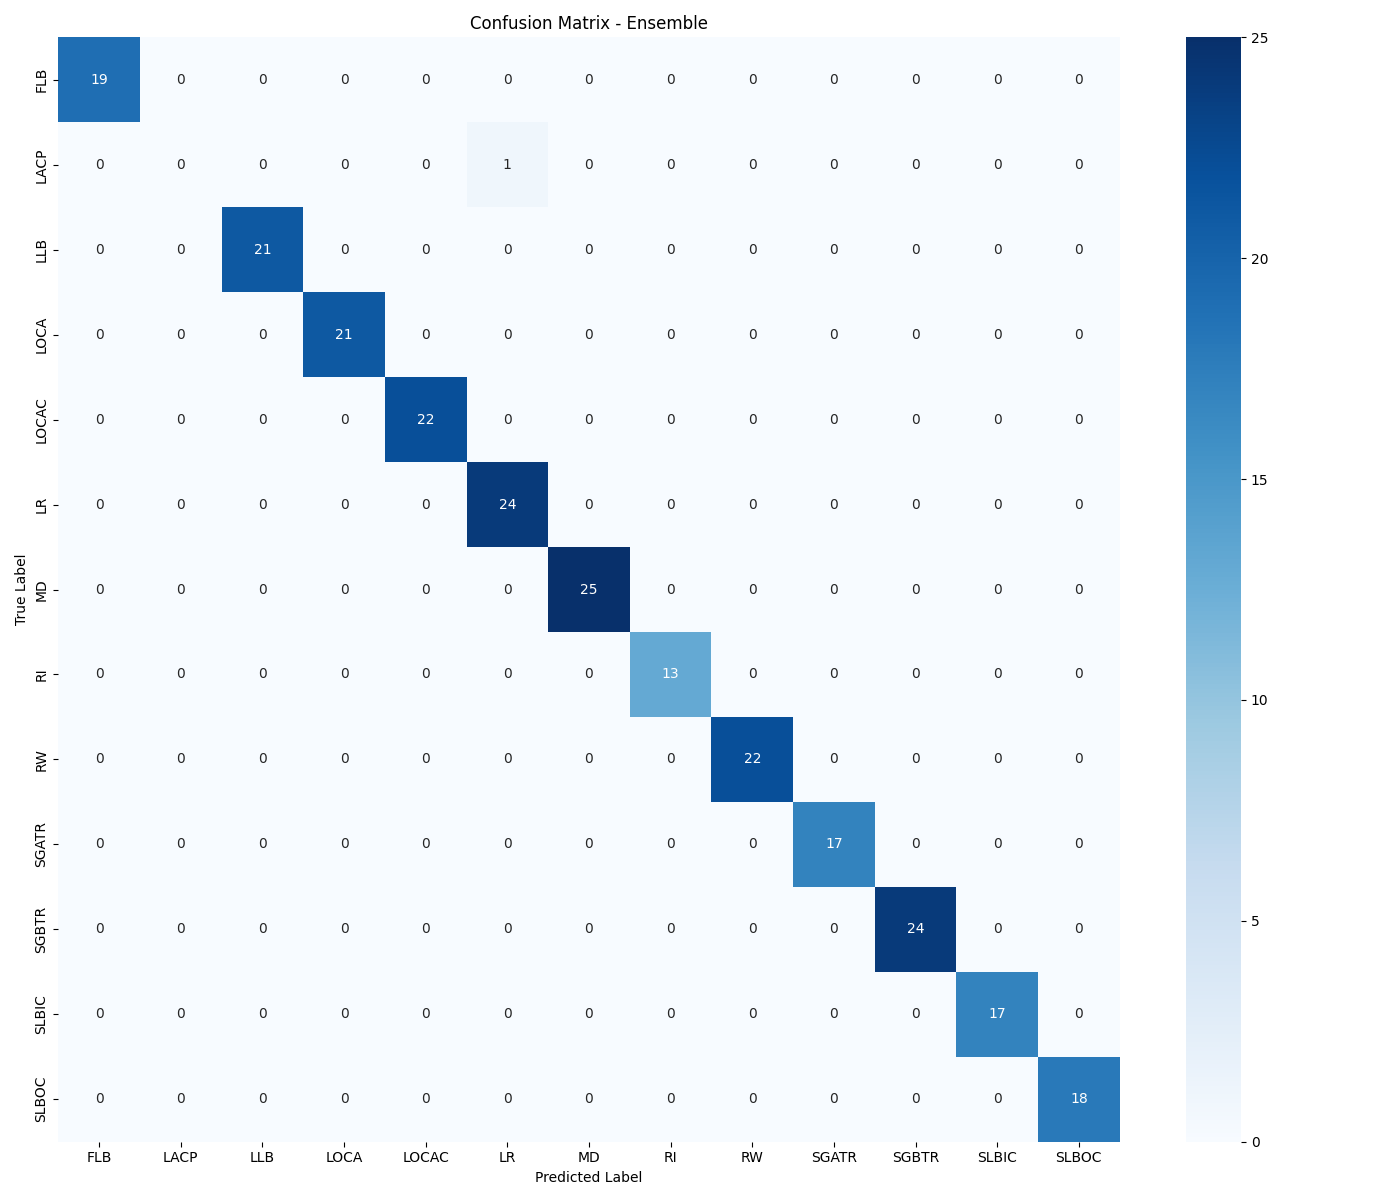 Confusion Matrix - Ensemble
FLB 19 0 0 0 0 0 0 0 0 0 0 0 0
LACP 0 0 0 0 0 1 0 0 0 0 0 0 0
LLB 0 0 21 0 0 0 0 0 0 0 0 0 0
LOCA 0 0 0 21 0 0 0 0 0 0 0 0 0
LOCAC 0 0 0 0 22 0 0 0 0 0 0 0 0
LR 0 0 0 0 0 24 0 0 0 0 0 0 0
MD 0 0 0 0 0 0 25 0 0 0 0 0 0
RI 0 0 0 0 0 0 0 13 0 0 0 0 0
RW 0 0 0 0 0 0 0 0 22 0 0 0 0
SGATR 0 0 0 0 0 0 0 0 0 17 0 0 0
SGBTR 0 0 0 0 0 0 0 0 0 0 24 0 0
SLBIC 0 0 0 0 0 0 0 0 0 0 0 17 0
SLBOC 0 0 0 0 0 0 0 0 0 0 0 0 18
FLB LACP LLB LOCA LOCAC LR MD RI RW SGATR SGBTR SLBIC SLBOC
Predicted Label
True Label
25
20
15
10
5
0